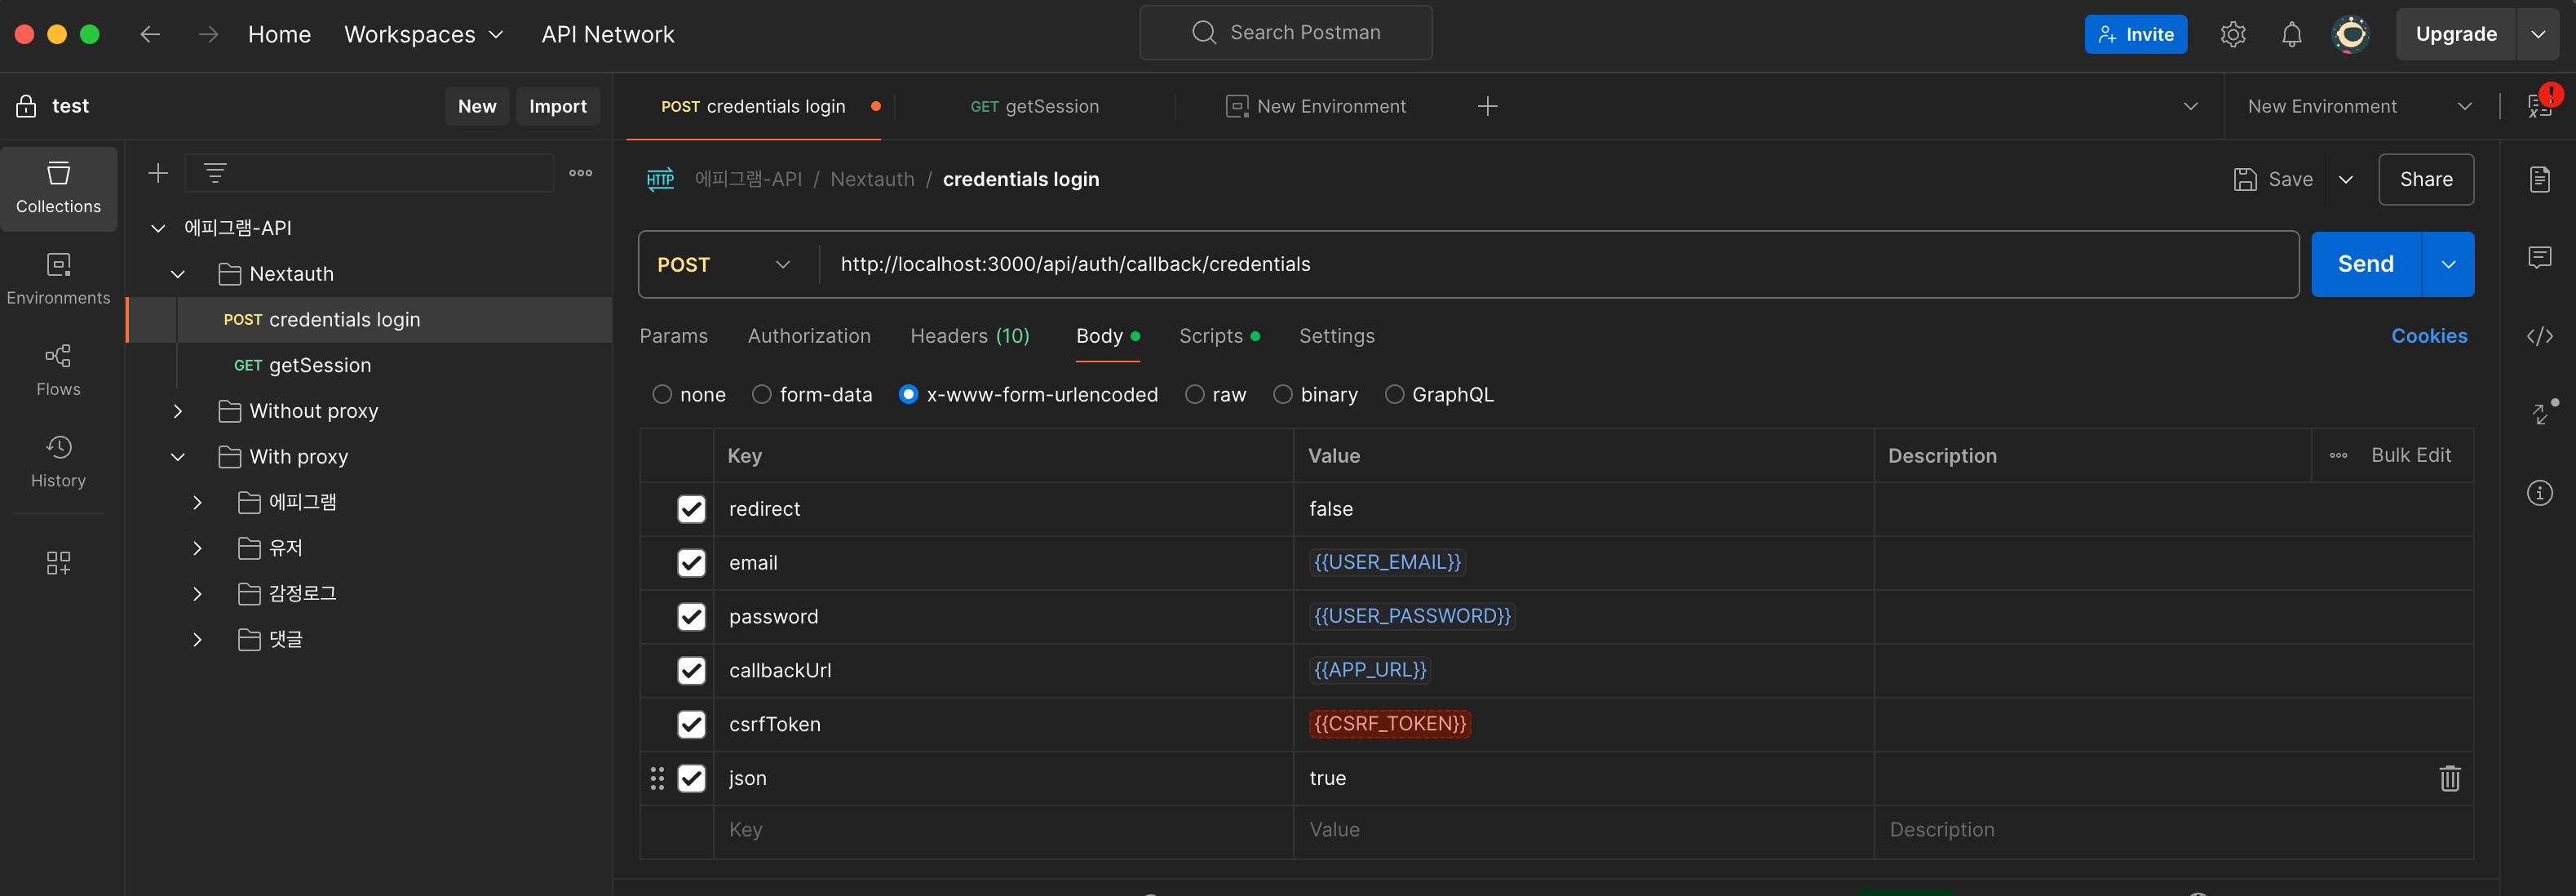 Home Workspaces API Network Search Postman Invite Upgrade
test New Import POST credentials login GET getSession New Environment New Environment
Collections
에피그램-API / Nextauth / credentials login Save Share
에피그램-API
Nextauth
POST credentials login
GET getSession
Without proxy
With proxy
에피그램
유저
감정로그
댓글
Environments
Flows
History
POST http://localhost:3000/api/auth/callback/credentials Send
Params Authorization Headers (10) Body Scripts Settings Cookies
none form-data x-www-form-urlencoded raw binary GraphQL
Key Value Description Bulk Edit
redirect false
email {{USER_EMAIL}}
password {{USER_PASSWORD}}
callbackUrl {{APP_URL}}
csrfToken {{CSRF_TOKEN}}
json true
Key Value Description